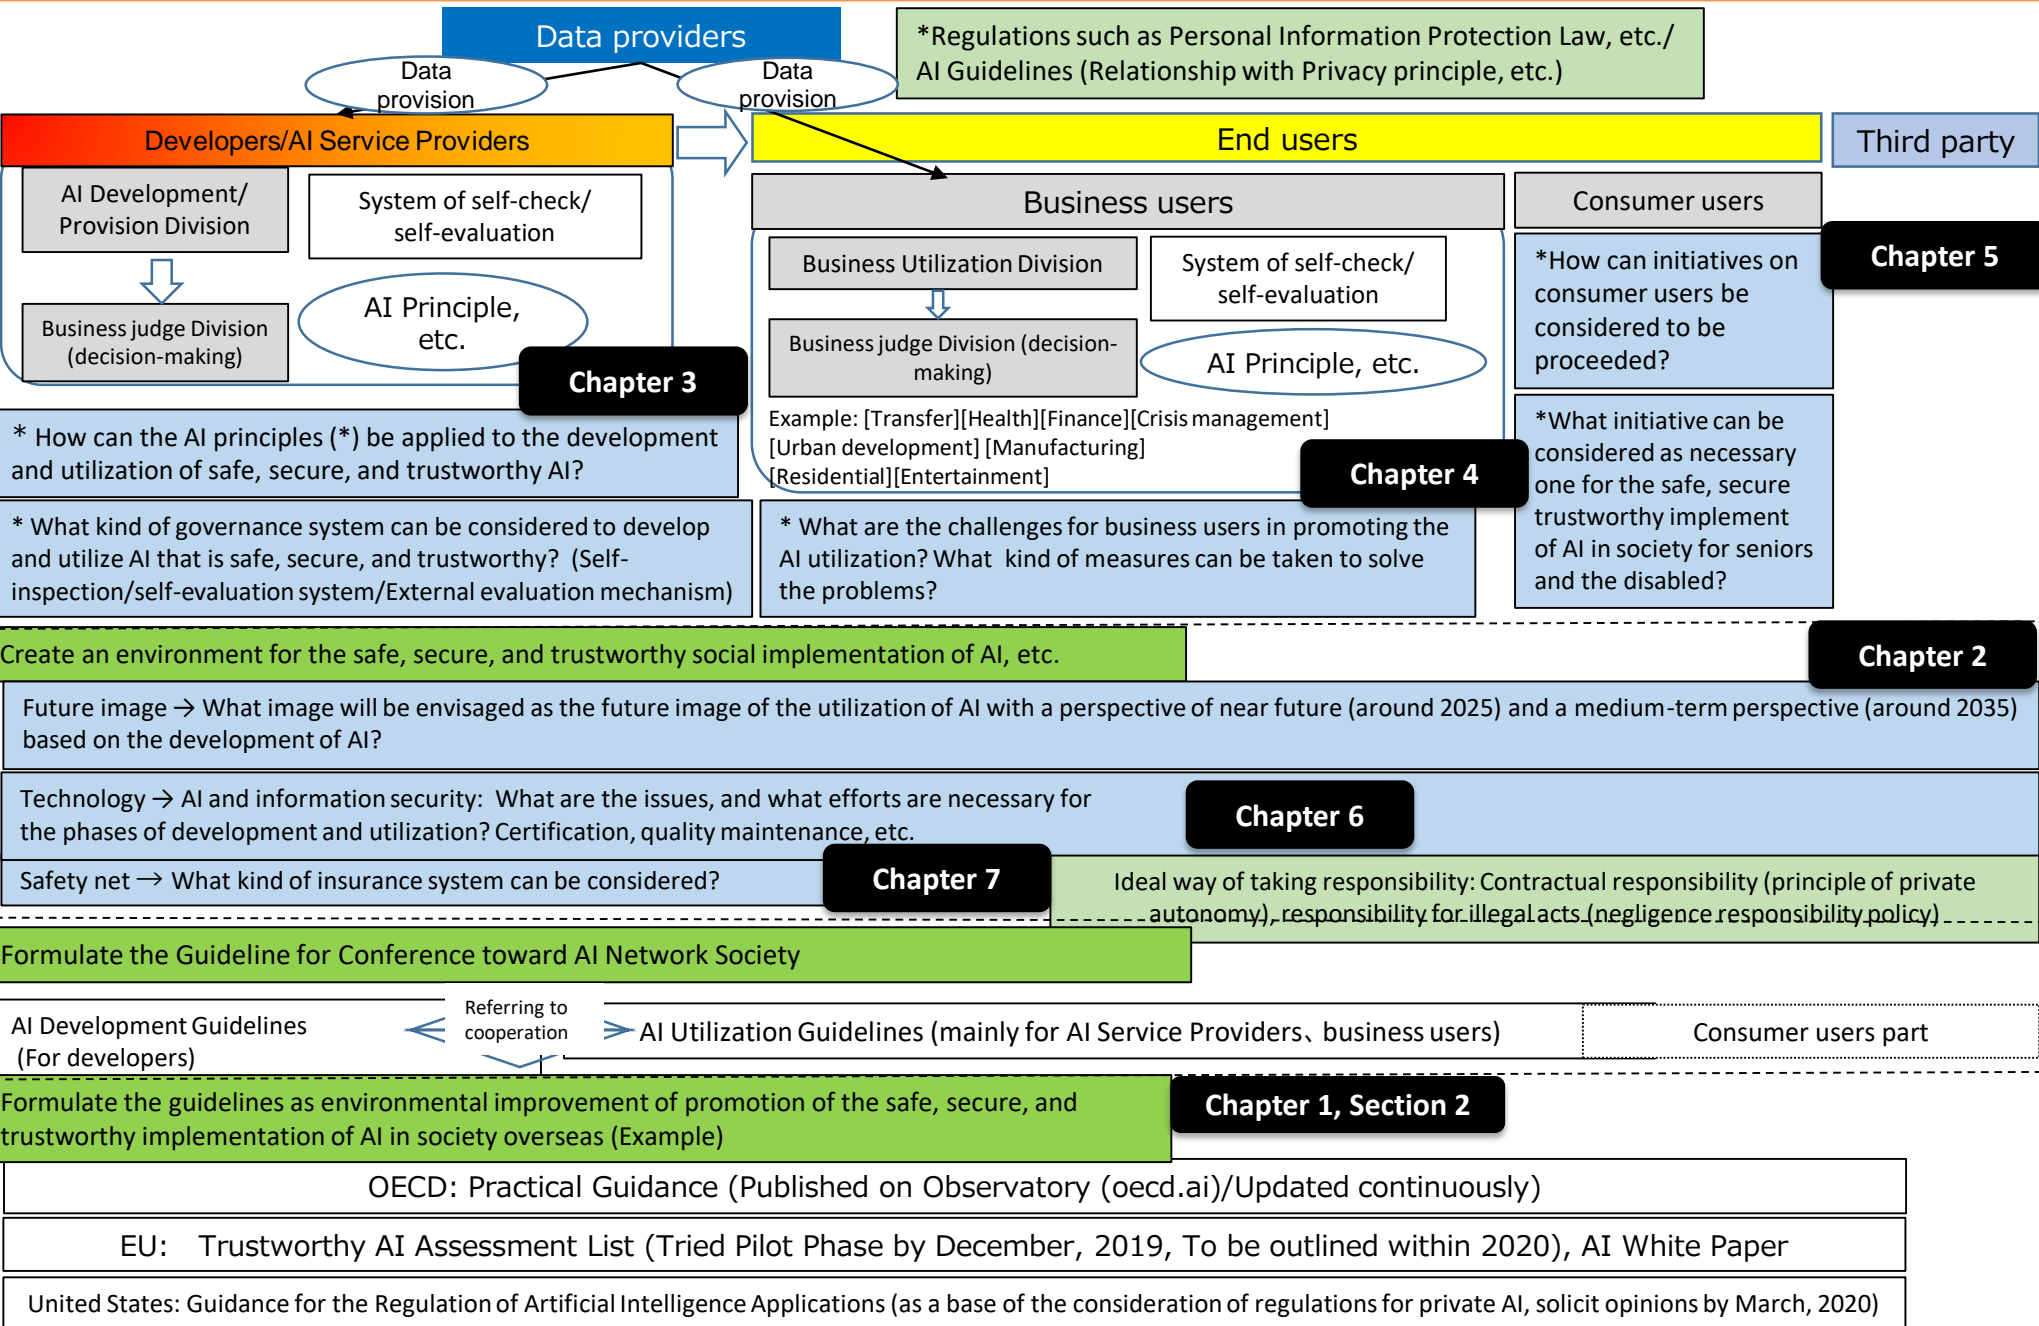 Data providers
*Regulations such as Personal Information Protection Law, etc./
AI Guidelines (Relationship with Privacy principle, etc.)
Data
provision
Data
provision
Developers/AI Service Providers
End users
Third party
AI Development/
Provision Division
System of self-check/
self-evaluation
Business judge Division
(decision-making)
AI Principle,
etc.
Chapter 3
Business users
Business Utilization Division
System of self-check/
self-evaluation
Business judge Division (decision-
making)
AI Principle, etc.
Example: [Transfer][Health][Finance][Crisis management]
[Urban development] [Manufacturing]
[Residential][Entertainment]
Chapter 4
Consumer users
Chapter 5
*How can initiatives on
consumer users be
considered to be
proceeded?
*What initiative can be
considered as necessary
one for the safe, secure
trustworthy implement
of AI in society for seniors
and the disabled?
* How can the AI principles (*) be applied to the development
and utilization of safe, secure, and trustworthy AI?
* What kind of governance system can be considered to develop
and utilize AI that is safe, secure, and trustworthy? (Self-
inspection/self-evaluation system/External evaluation mechanism)
* What are the challenges for business users in promoting the
AI utilization? What kind of measures can be taken to solve
the problems?
Create an environment for the safe, secure, and trustworthy social implementation of AI, etc.
Chapter 2
Future image → What image will be envisaged as the future image of the utilization of AI with a perspective of near future (around 2025) and a medium-term perspective (around 2035)
based on the development of AI?
Technology → AI and information security: What are the issues, and what efforts are necessary for
the phases of development and utilization? Certification, quality maintenance, etc.
Chapter 6
Safety net → What kind of insurance system can be considered?
Chapter 7
Ideal way of taking responsibility: Contractual responsibility (principle of private
autonomy), responsibility for illegal acts (negligence responsibility policy)
Formulate the Guideline for Conference toward AI Network Society
AI Development Guidelines
(For developers)
Referring to
cooperation
AI Utilization Guidelines (mainly for AI Service Providers、business users)
Consumer users part
Formulate the guidelines as environmental improvement of promotion of the safe, secure, and
trustworthy implementation of AI in society overseas (Example)
Chapter 1, Section 2
OECD: Practical Guidance (Published on Observatory (oecd.ai)/Updated continuously)
EU: Trustworthy AI Assessment List (Tried Pilot Phase by December, 2019, To be outlined within 2020), AI White Paper
United States: Guidance for the Regulation of Artificial Intelligence Applications (as a base of the consideration of regulations for private AI, solicit opinions by March, 2020)